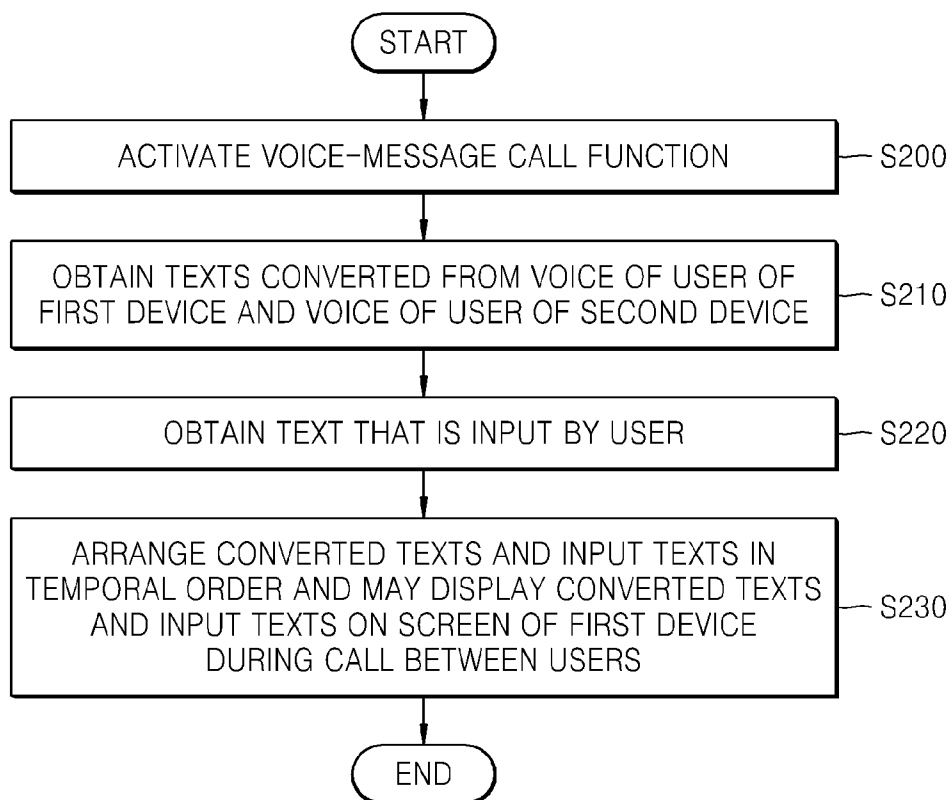 START
ACTIVATE VOICE-MESSAGE CALL FUNCTION
S200
OBTAIN TEXTS CONVERTED FROM VOICE OF USER OF
FIRST DEVICE AND VOICE OF USER OF SECOND DEVICE
S210
OBTAIN TEXT THAT IS INPUT BY USER
S220
ARRANGE CONVERTED TEXTS AND INPUT TEXTS IN
TEMPORAL ORDER AND MAY DISPLAY CONVERTED TEXTS
AND INPUT TEXTS ON SCREEN OF FIRST DEVICE
DURING CALL BETWEEN USERS
S230
END